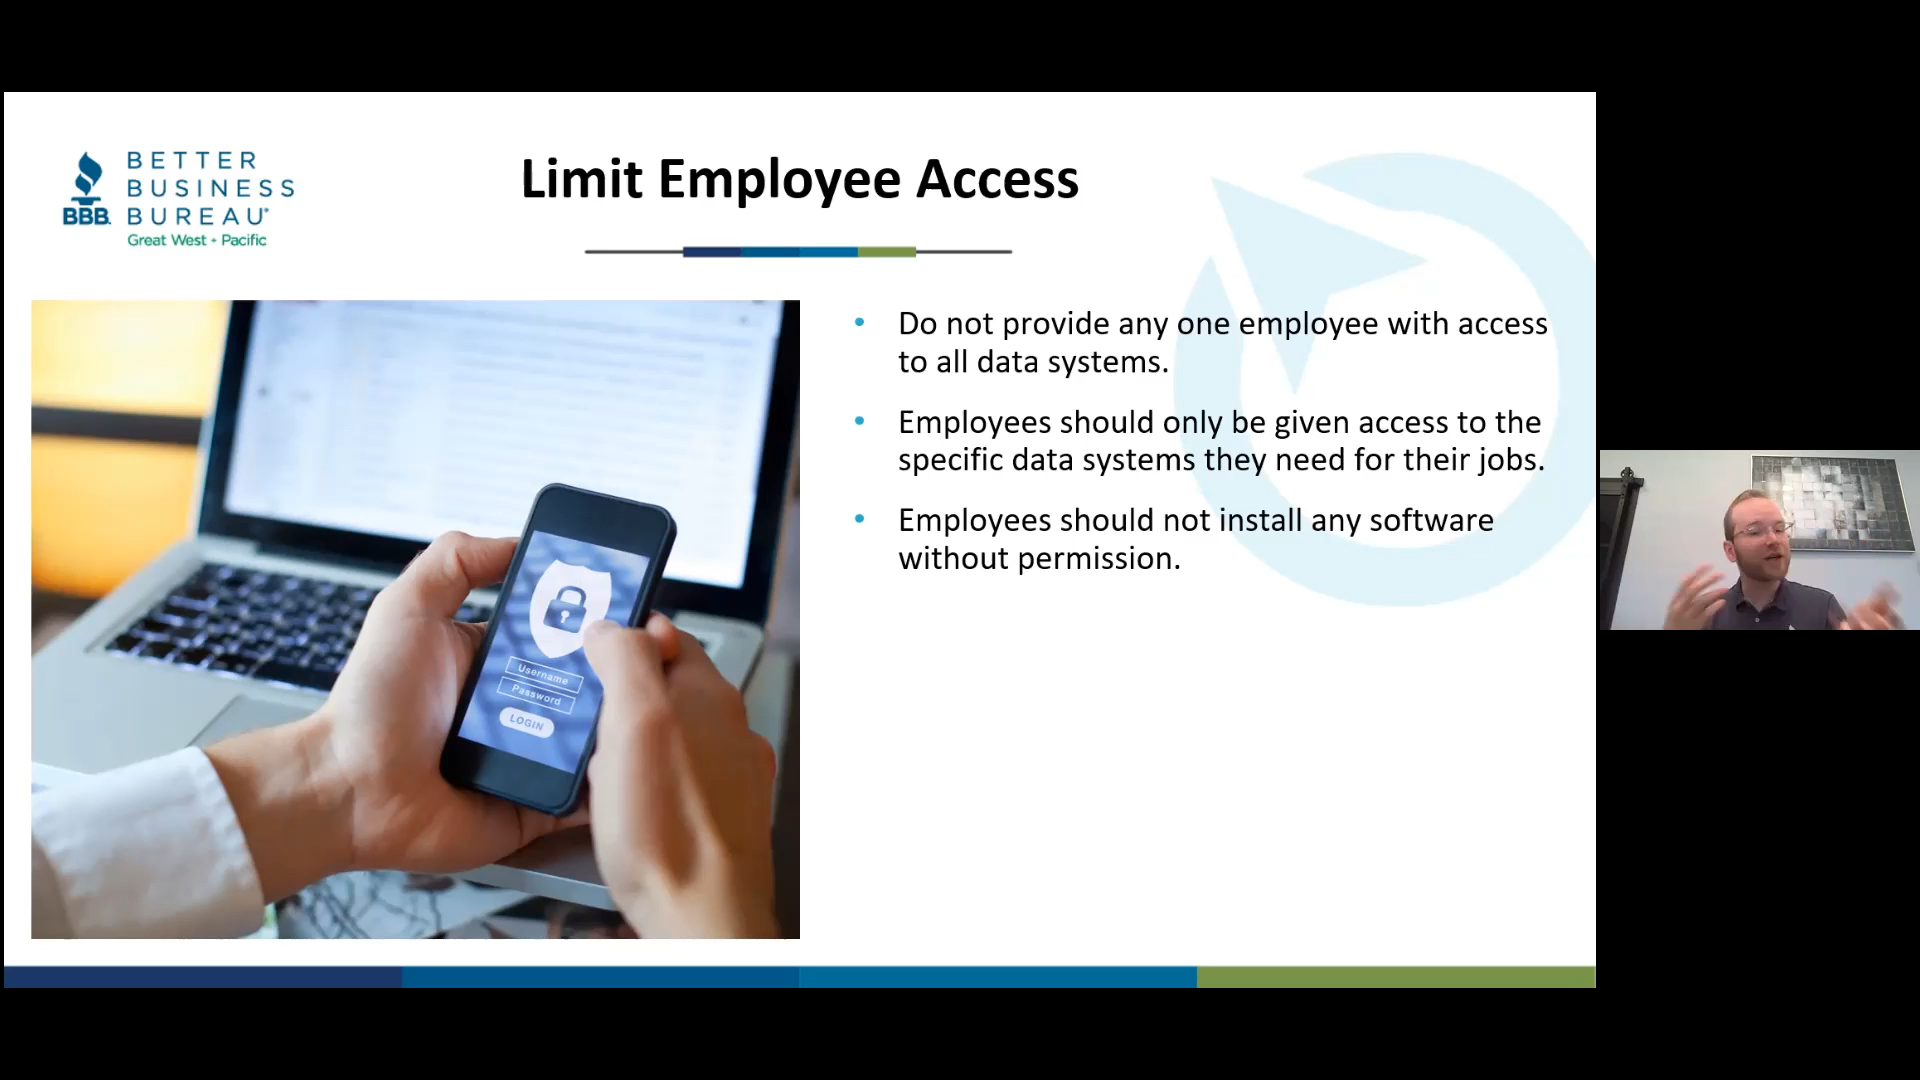 BETTER
BUSINESS
BUREAU®
BBB.
Great West + Pacific
Limit Employee Access
• Do not provide any one employee with access
to all data systems.
• Employees should only be given access to the
specific data systems they need for their jobs.
• Employees should not install any software
without permission.
Username
Password
LOGIN